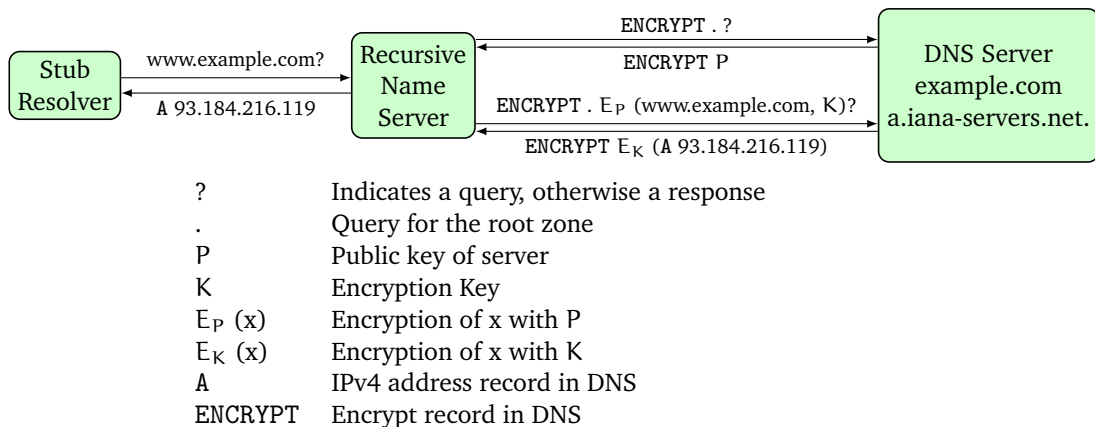 Stub
Resolver
www.example.com?
A 93.184.216.119
Recursive
Name
Server
ENCRYPT . ?
ENCRYPT P
ENCRYPT . E_P (www.example.com, K)?
ENCRYPT E_K (A 93.184.216.119)
DNS Server
example.com
a.iana-servers.net.
? Indicates a query, otherwise a response
. Query for the root zone
P Public key of server
K Encryption Key
E_P (x) Encryption of x with P
E_K (x) Encryption of x with K
A IPv4 address record in DNS
ENCRYPT Encrypt record in DNS